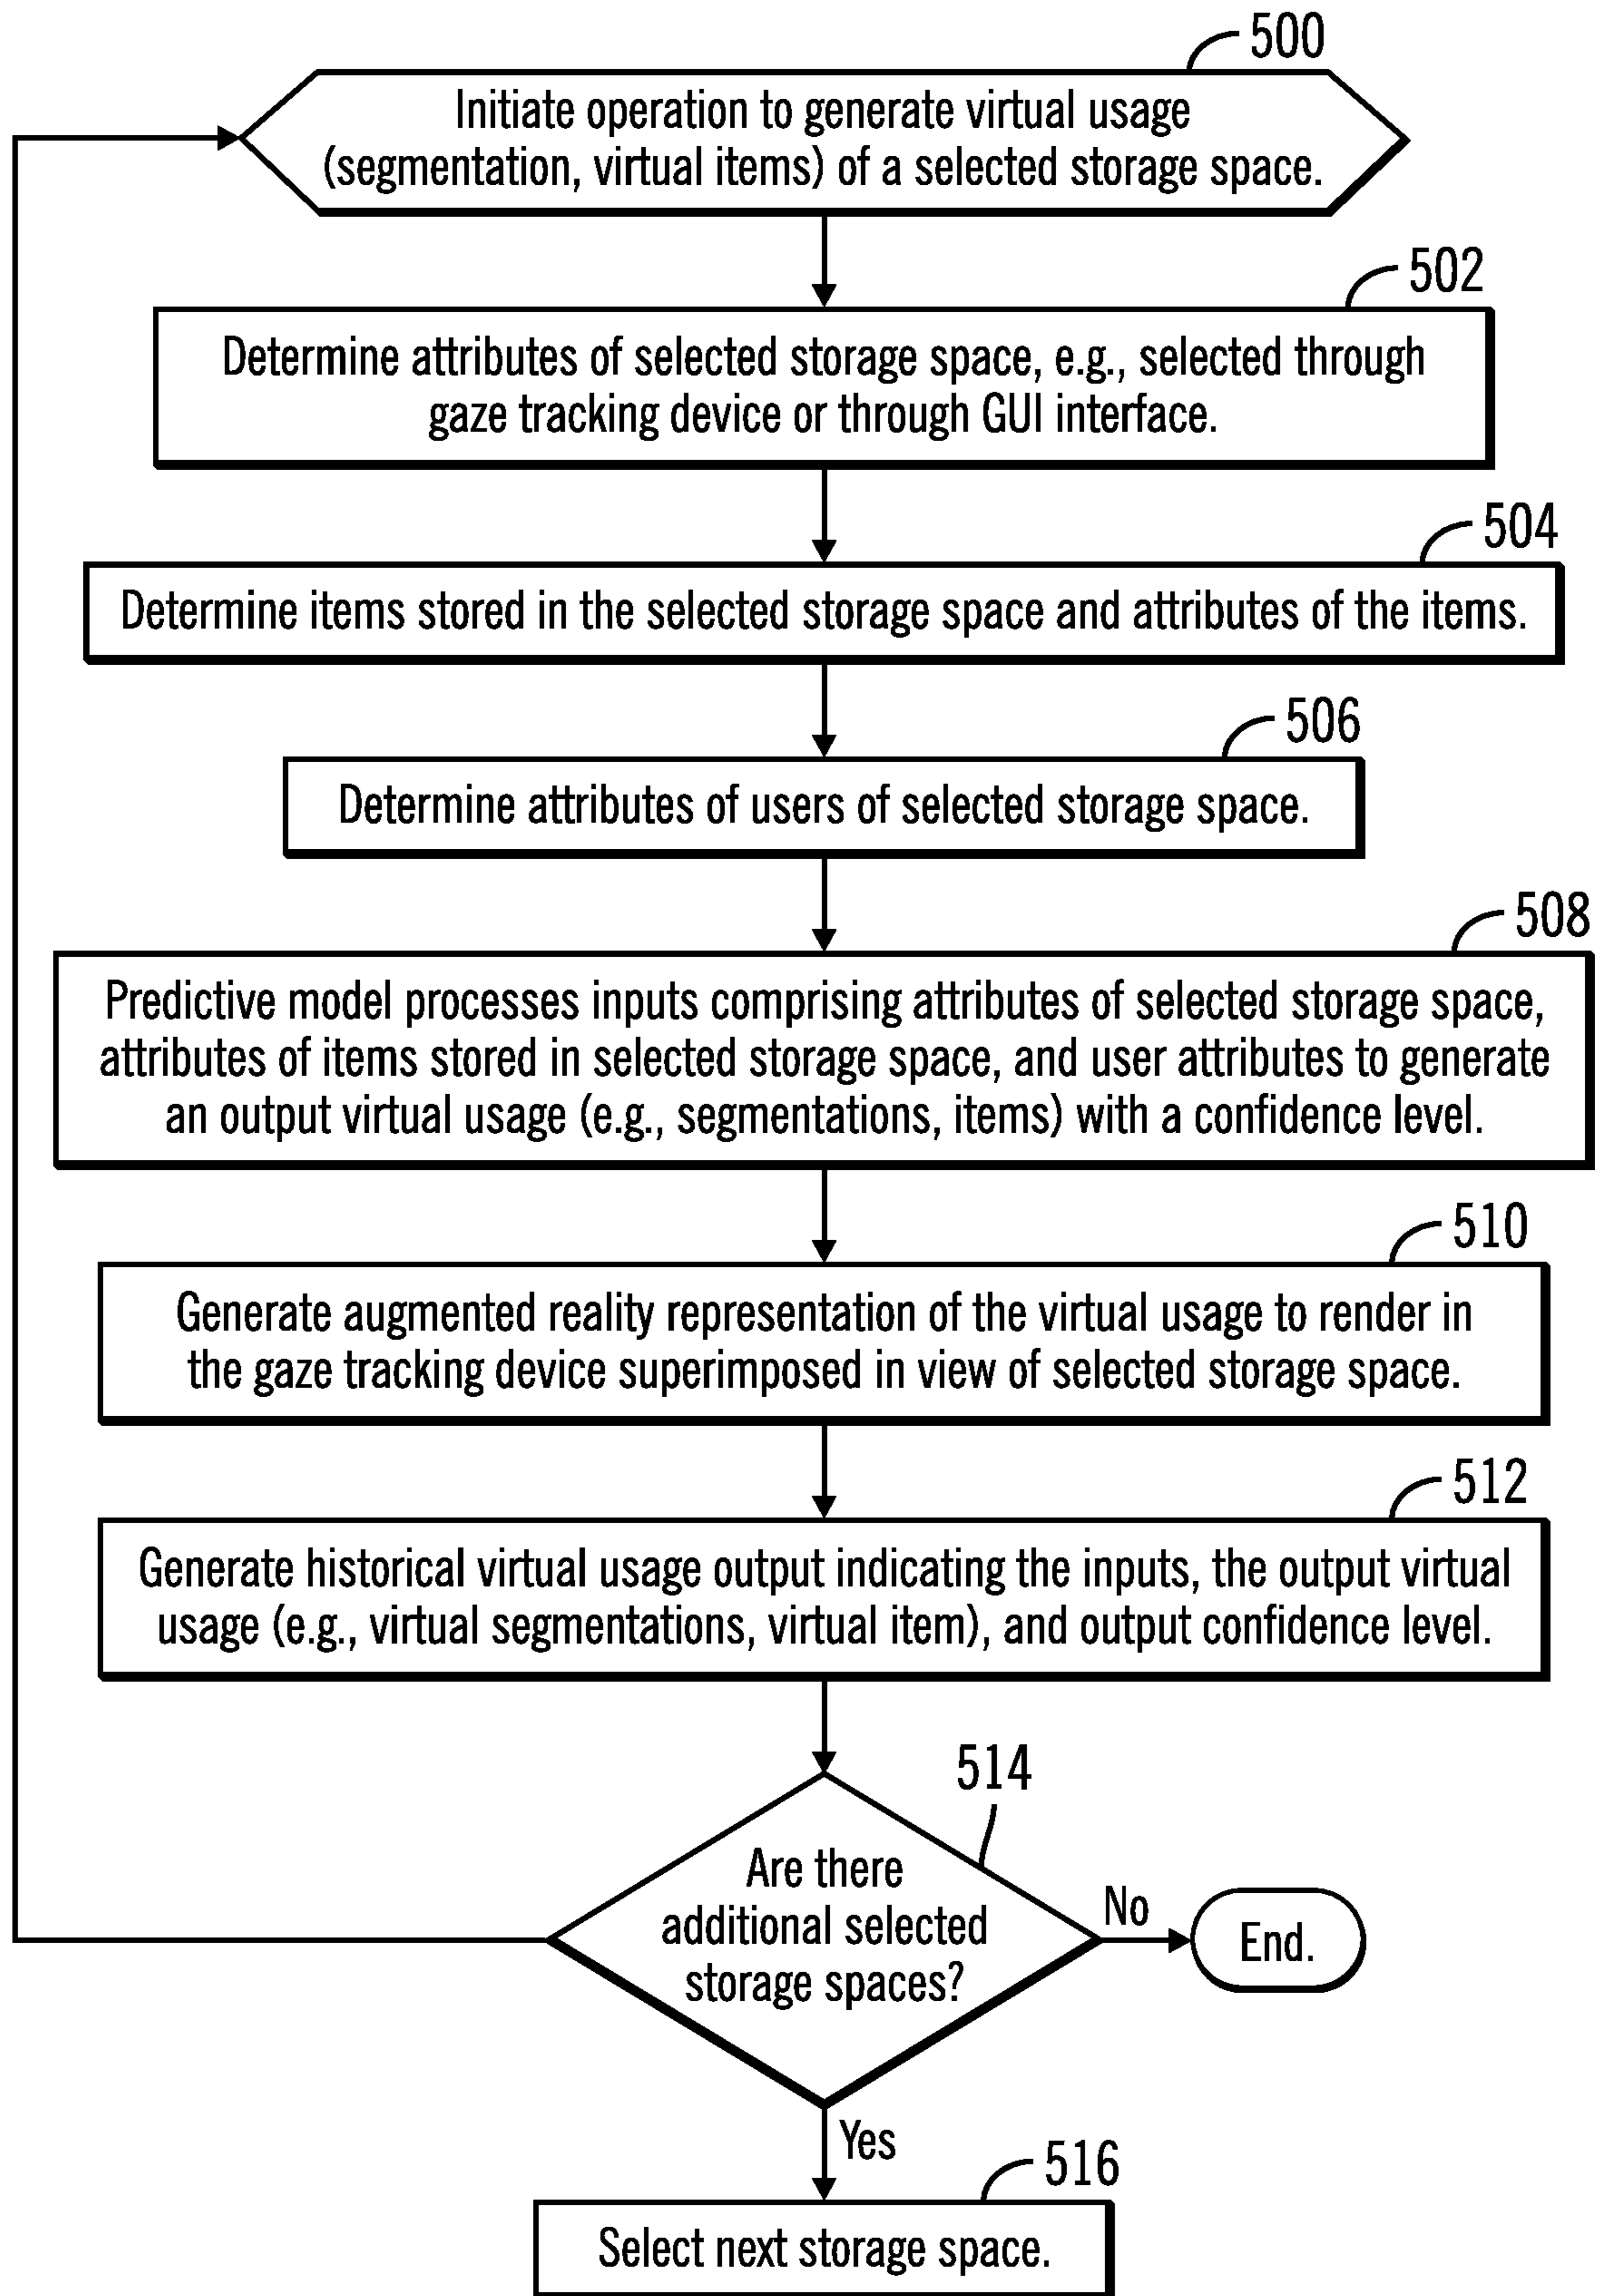 500
Initiate operation to generate virtual usage
(segmentation, virtual items) of a selected storage space.
502
Determine attributes of selected storage space, e.g., selected through
gaze tracking device or through GUI interface.
504
Determine items stored in the selected storage space and attributes of the items.
506
Determine attributes of users of selected storage space.
508
Predictive model processes inputs comprising attributes of selected storage space,
attributes of items stored in selected storage space, and user attributes to generate
an output virtual usage (e.g., segmentations, items) with a confidence level.
510
Generate augmented reality representation of the virtual usage to render in
the gaze tracking device superimposed in view of selected storage space.
512
Generate historical virtual usage output indicating the inputs, the output virtual
usage (e.g., virtual segmentations, virtual item), and output confidence level.
514
Are there
additional selected
storage spaces?
No
End.
Yes
516
Select next storage space.